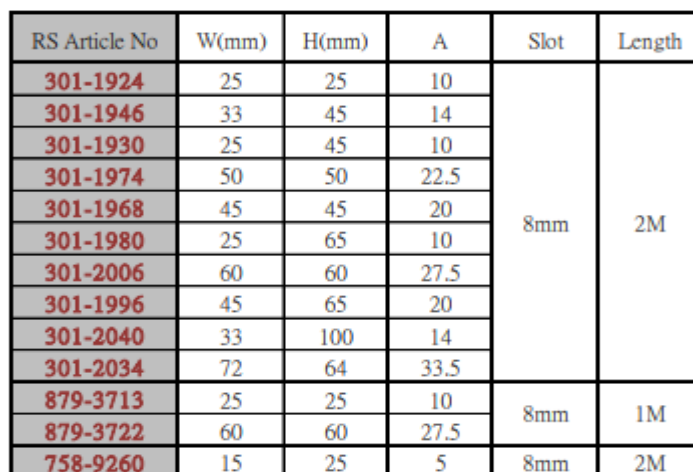 RS Article No W(mm) H(mm) A Slot Length
301-1924 25 25 10
301-1946 33 45 14
301-1930 25 45 10
301-1974 50 50 22.5
301-1968 45 45 20 8mm 2M
301-1980 25 65 10
301-2006 60 60 27.5
301-1996 45 65 20
301-2040 33 100 14
301-2034 72 64 33.5
879-3713 25 25 10 8mm 1M
879-3722 60 60 27.5
758-9260 15 25 5 8mm 2M